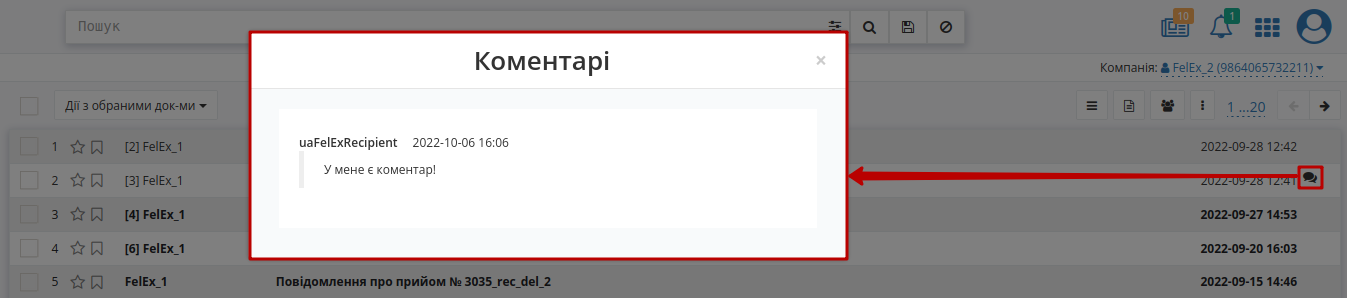 Пошук
10
1
Коментарі
×
Компанія: FelEx_2 (9864065732211)
Дії з обраними док-ми
1 ...20
uaFelExRecipient 2022-10-06 16:06
У мене є коментар!
1 [2] FelEx_1 2022-09-28 12:42
2 [3] FelEx_1 2022-09-28 12:41
3 [4] FelEx_1 2022-09-27 14:53
4 [6] FelEx_1 2022-09-20 16:03
5 FelEx_1 Повідомлення про прийом № 3035_rec_del_2 2022-09-15 14:46